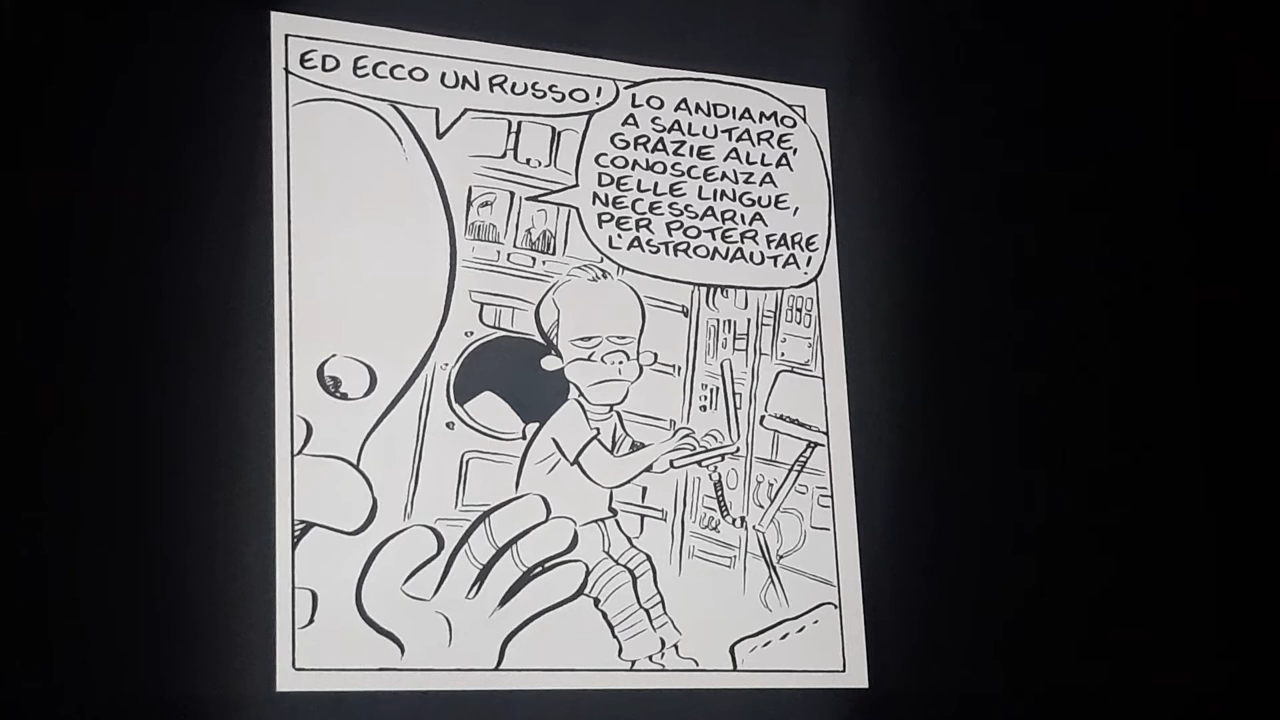 ED ECCO UN RUSSO!
LO ANDIAMO
A SALUTARE,
GRAZIE ALLA
CONOSCENZA
DELLE LINGUE,
NECESSARIA
PER POTER FARE
L'ASTRONAUTA!